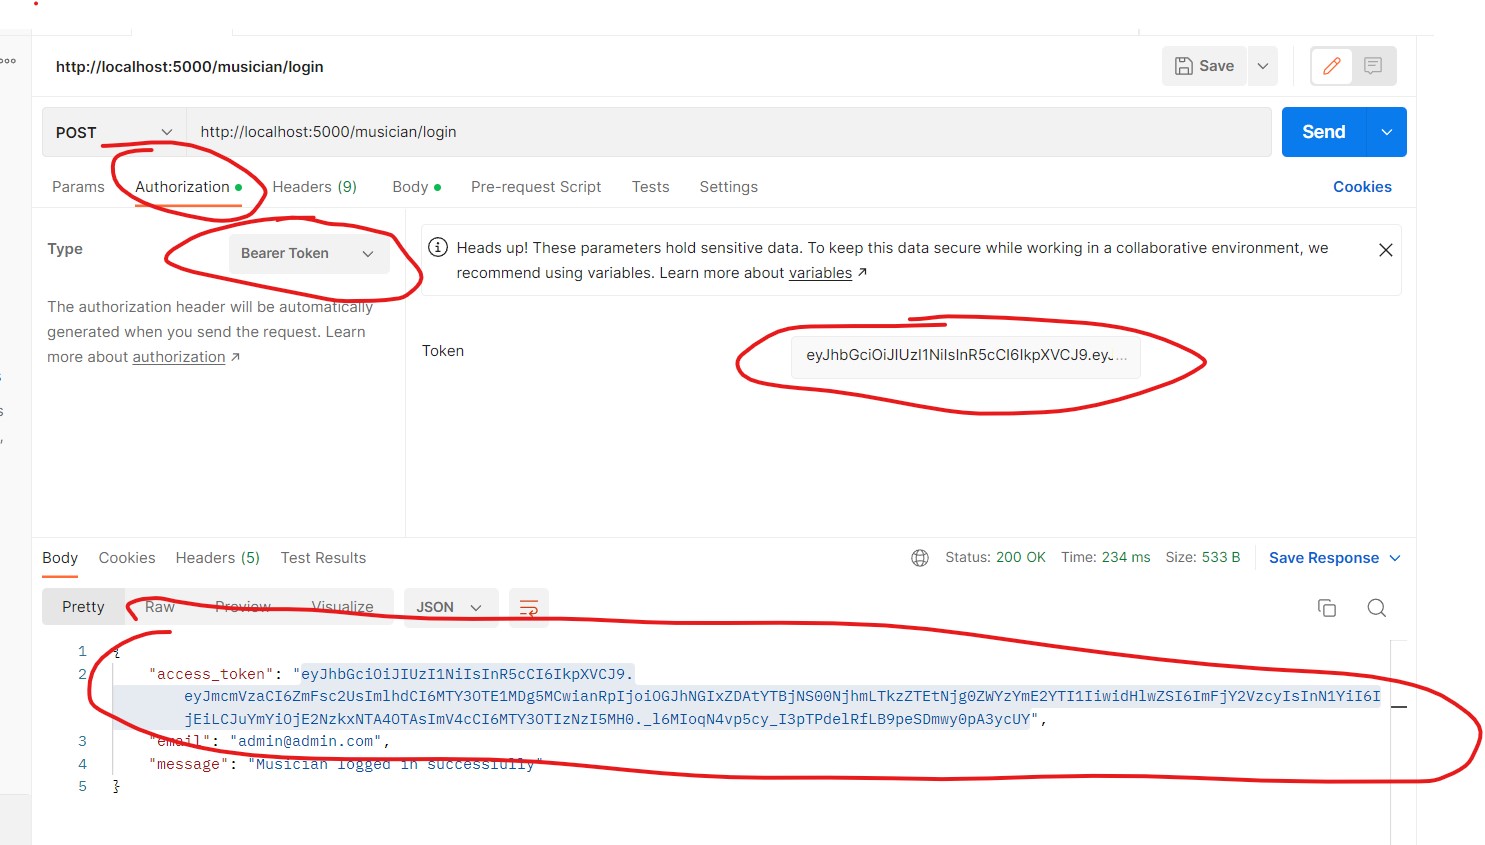 http://localhost:5000/musician/login
Save
POST
http://localhost:5000/musician/login
Send
Params Authorization Headers (9) Body Pre-request Script Tests Settings Cookies
Type
Bearer Token
Heads up! These parameters hold sensitive data. To keep this data secure while working in a collaborative environment, we
recommend using variables. Learn more about variables ↗
The authorization header will be automatically
generated when you send the request. Learn
more about authorization ↗
Token
eyJhbGciOiJIUzI1NiIsInR5cCI6IkpXVCJ9.eyJ...
Body Cookies Headers (5) Test Results
Status: 200 OK Time: 234 ms Size: 533 B Save Response
Pretty Raw Preview Visualize JSON
1 {
2 "access_token": "eyJhbGciOiJIUzI1NiIsInR5cCI6IkpXVCJ9.
eyJmcmVzaCI6ZmFsc2UsImlhdCI6MTY3OTE1MDg5MCwianRpIjoiOGJhNGIxZDAtYTBjNS00NjhmLTkzZTEtNjg0ZWYzYmE2YTI1IiwidHlwZSI6ImFjY2VzcyIsInN1YiI6I
jEiLCJuYmYiOjE2NzkxNTA4OTAsImV4cCI6MTY3OTIzNzI5MH0._l6MIoqN4vp5cy_I3pTPdelRfLB9peSDmwy0pA3ycUY",
3 "email": "admin@admin.com",
4 "message": "Musician logged in successfully"
5 }